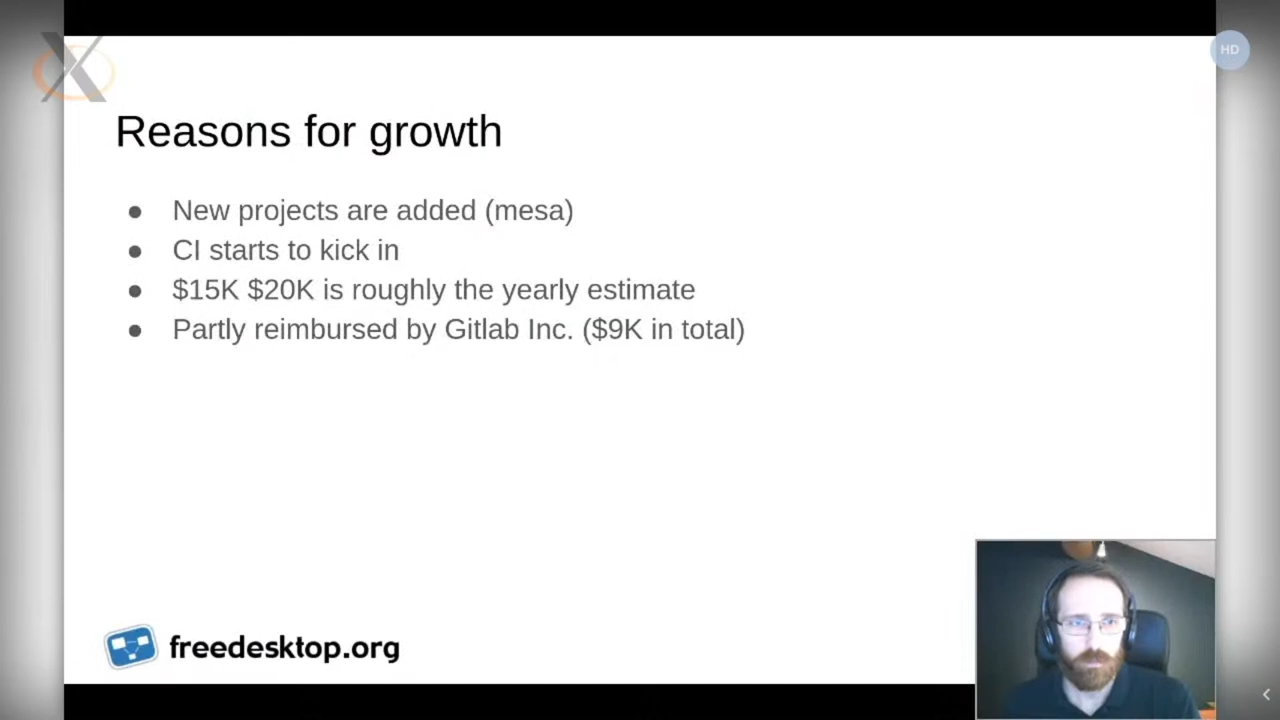 X
HD
Reasons for growth
● New projects are added (mesa)
● CI starts to kick in
● $15K $20K is roughly the yearly estimate
● Partly reimbursed by Gitlab Inc. ($9K in total)
freedesktop.org